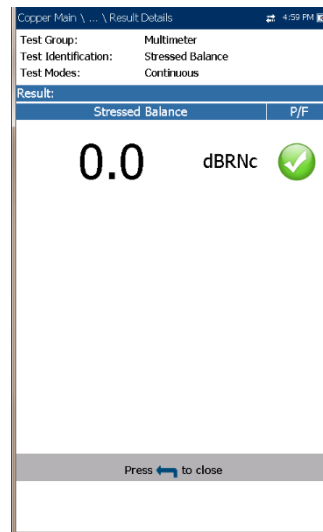 Copper Main \ ... \ Result Details 4:59 PM
Test Group: Multimeter
Test Identification: Stressed Balance
Test Modes: Continuous
Result:
Stressed Balance P/F
0.0 dBRNc
Press to close